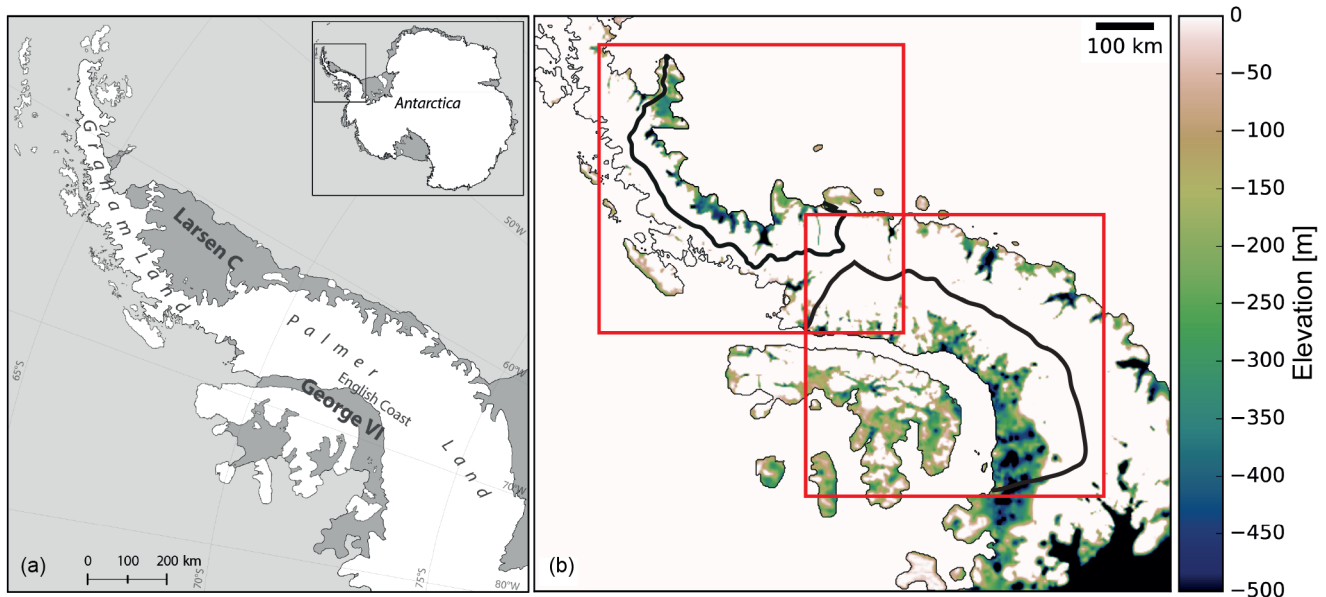 Antarctica
Graham Land
Larsen C
Palmer
Land
English Coast
George VI
50°W
60°W
65°S
70°S
70°W
75°S
80°W
0 100 200 km
(a)
100 km
(b)
0
−50
−100
−150
−200
−250
−300
−350
−400
−450
−500
Elevation [m]